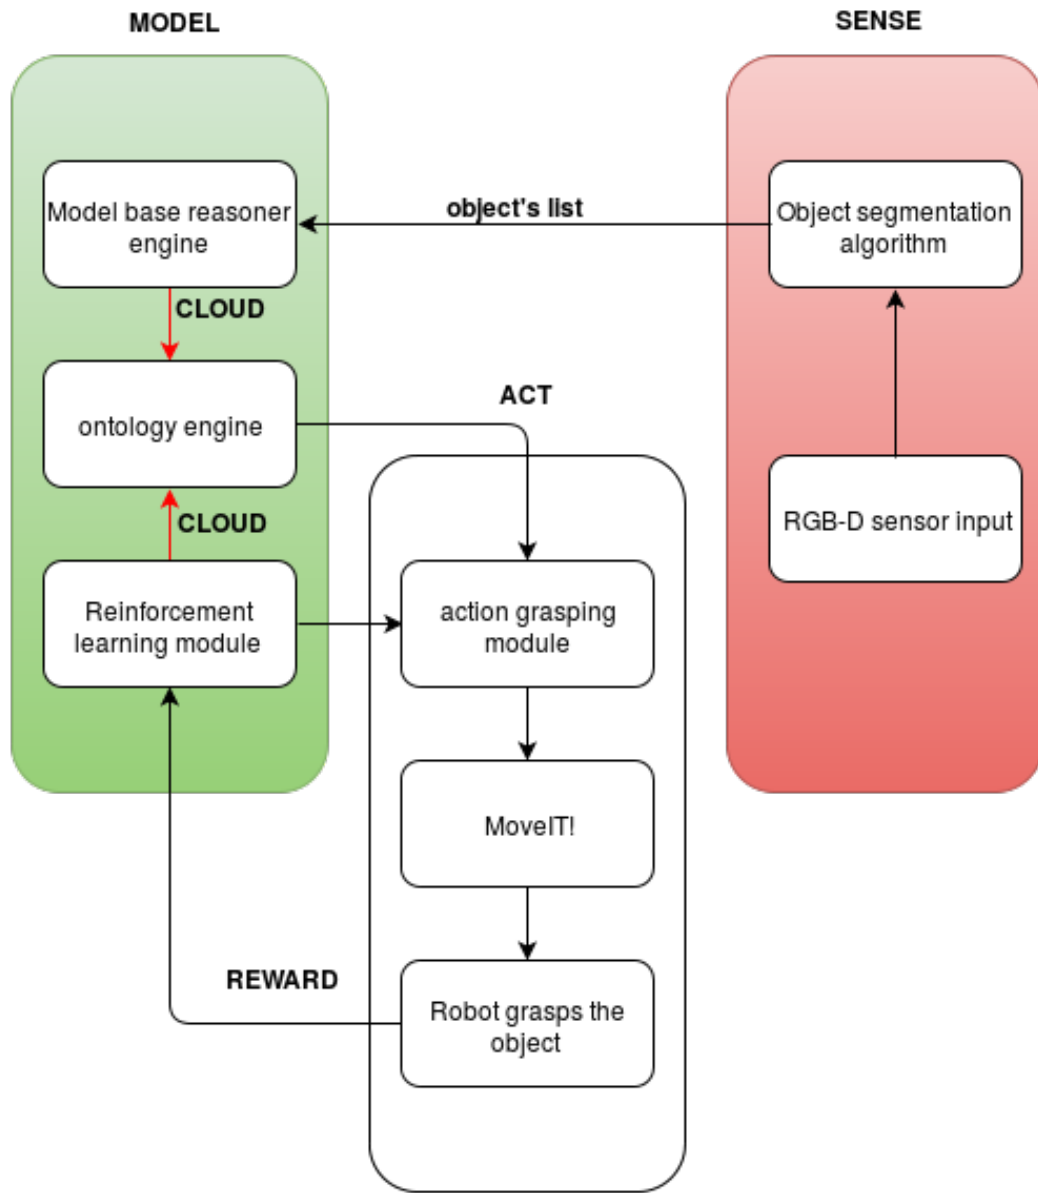 MODEL
SENSE
Model base reasoner
engine
object's list
Object segmentation
algorithm
CLOUD
ontology engine
ACT
CLOUD
RGB-D sensor input
Reinforcement
learning module
action grasping
module
MoveIT!
REWARD
Robot grasps the
object